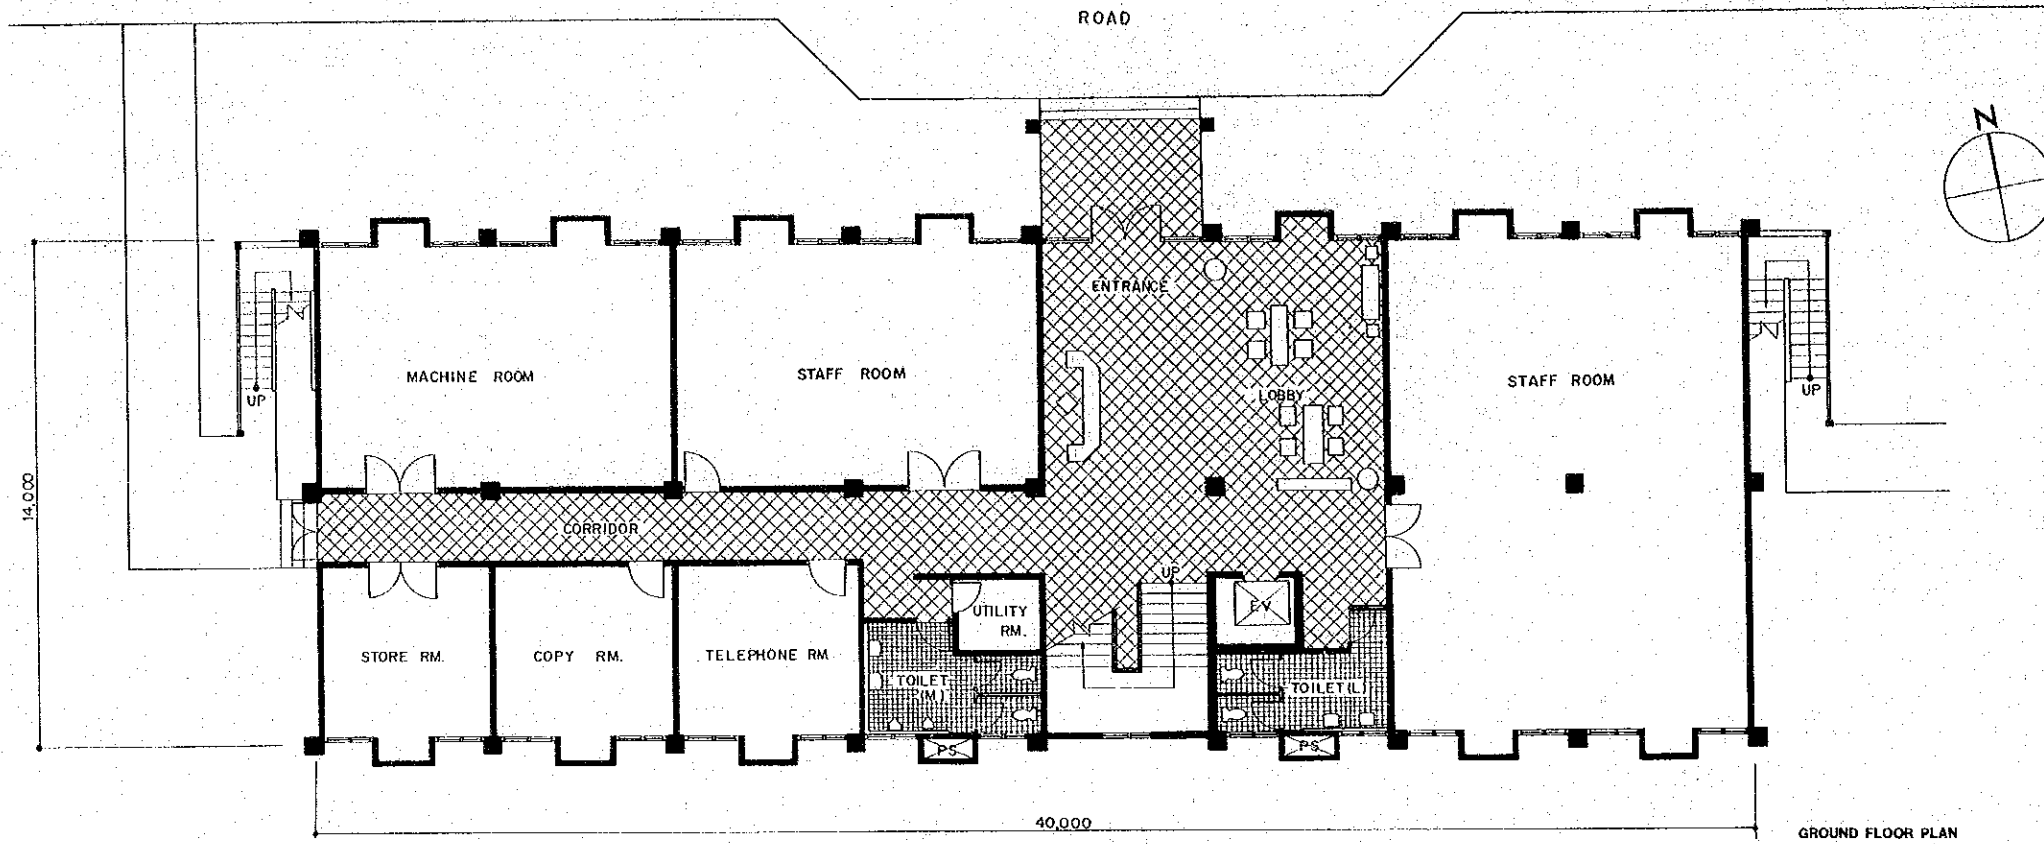 ROAD
N
ENTRANCE
MACHINE ROOM
STAFF ROOM
STAFF ROOM
LOBBY
UP
UP
14,000
CORRIDOR
UP
UTILITY
RM.
EV
STORE RM.
COPY RM.
TELEPHONE RM
TOILET
(M)
TOILET(L)
PS
PS
40,000
GROUND FLOOR PLAN